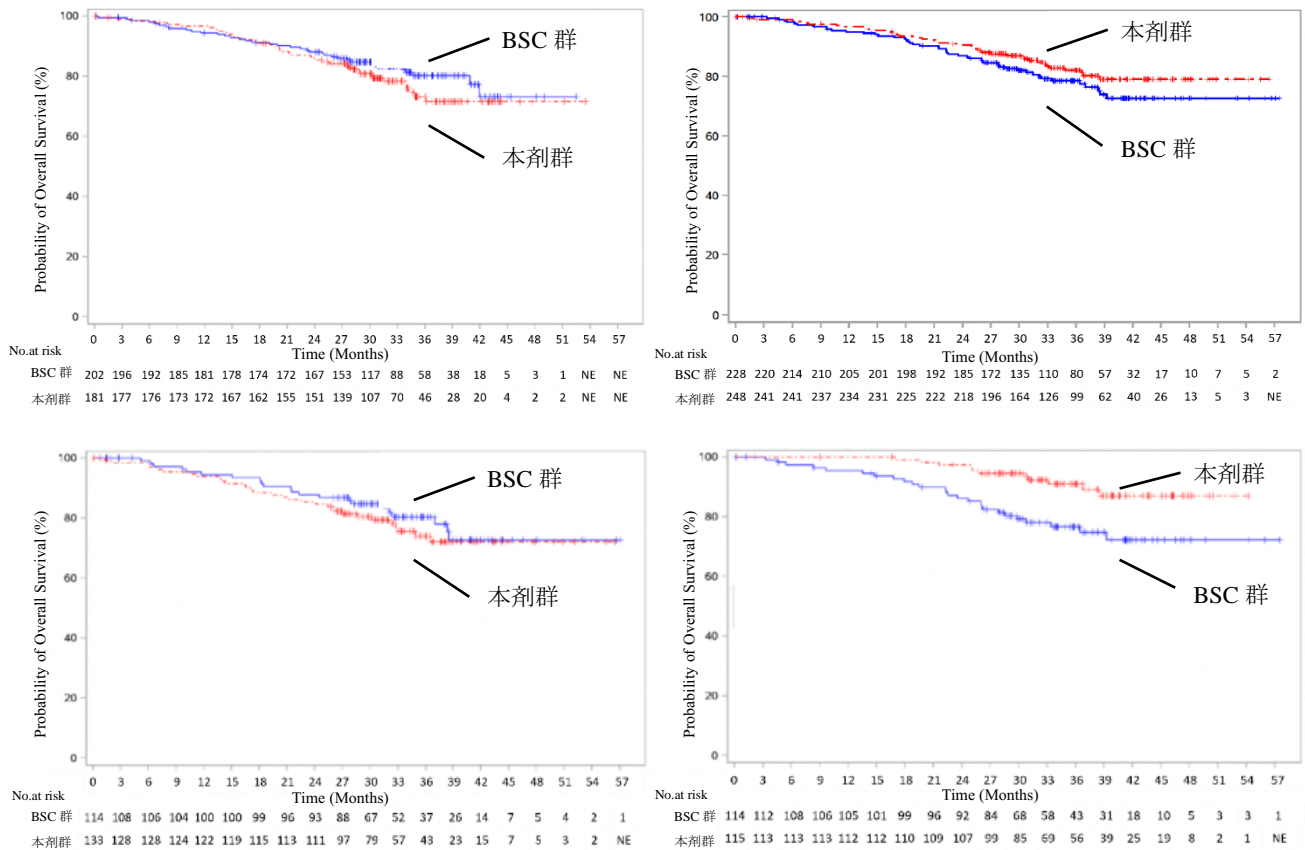 Probability of Overall Survival (%)
100
80
60
40
20
0
BSC 群
本剤群
0 3 6 9 12 15 18 21 24 27 30 33 36 39 42 45 48 51 54 57
Time (Months)
No.at risk
BSC 群 202 196 192 185 181 178 174 172 167 153 117 88 58 38 18 5 3 1 NE NE
本剤群 181 177 176 173 172 167 162 155 151 139 107 70 46 28 20 4 2 2 NE NE
Probability of Overall Survival (%)
100
80
60
40
20
0
本剤群
BSC 群
0 3 6 9 12 15 18 21 24 27 30 33 36 39 42 45 48 51 54 57
Time (Months)
No.at risk
BSC 群 228 220 214 210 205 201 198 192 185 172 135 110 80 57 32 17 10 7 5 2
本剤群 248 241 241 237 234 231 225 222 218 196 164 126 99 62 40 26 13 5 3 NE
Probability of Overall Survival (%)
100
80
60
40
20
0
BSC 群
本剤群
0 3 6 9 12 15 18 21 24 27 30 33 36 39 42 45 48 51 54 57
Time (Months)
No.at risk
BSC 群 114 108 106 104 100 100 99 96 93 88 67 52 37 26 14 7 5 4 2 1
本剤群 133 128 128 124 122 119 115 113 111 97 79 57 43 23 15 7 5 3 2 NE
Probability of Overall Survival (%)
100
80
60
40
20
0
本剤群
BSC 群
0 3 6 9 12 15 18 21 24 27 30 33 36 39 42 45 48 51 54 57
Time (Months)
No.at risk
BSC 群 114 112 108 106 105 101 99 96 92 84 68 58 43 31 18 10 5 3 3 1
本剤群 115 113 113 113 112 112 110 109 107 99 85 69 56 39 25 19 8 2 1 NE